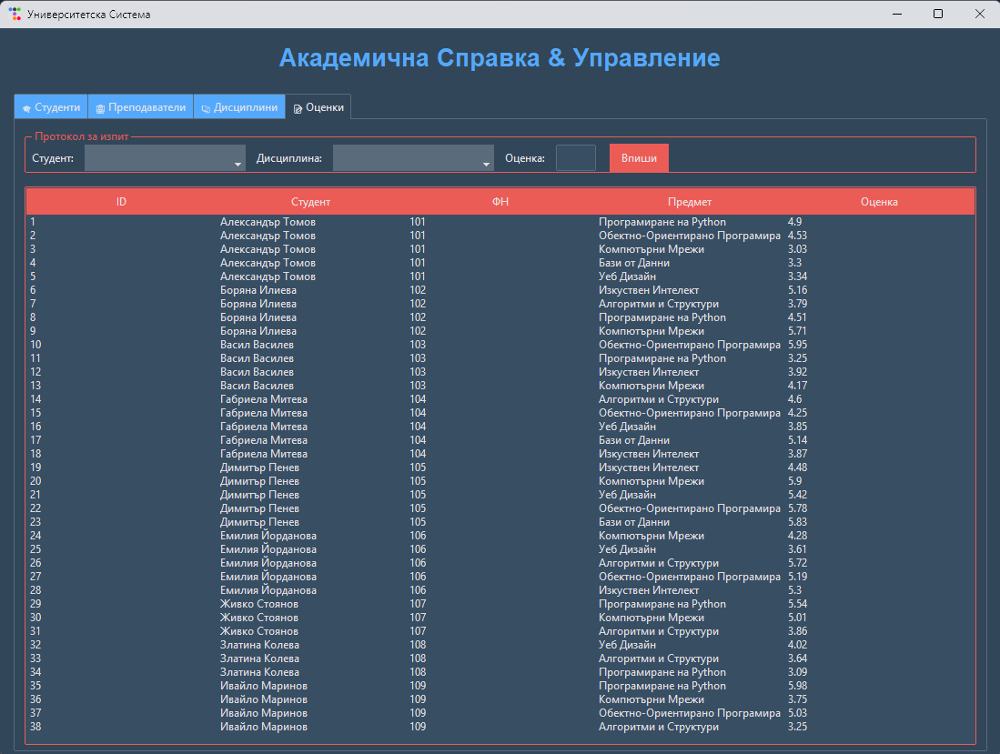 Университетска Система
Академична Справка & Управление
Студенти Преподаватели Дисциплини Оценки
Протокол за изпит
Студент: Дисциплина: Оценка: Впиши
ID Студент ФН Предмет Оценка
1 Александър Томов 101 Програмиране на Python 4.9
2 Александър Томов 101 Обектно-Ориентирано Програмира 4.53
3 Александър Томов 101 Компютърни Мрежи 3.03
4 Александър Томов 101 Бази от Данни 3.3
5 Александър Томов 101 Уеб Дизайн 3.34
6 Боряна Илиева 102 Изкуствен Интелект 5.16
7 Боряна Илиева 102 Алгоритми и Структури 3.79
8 Боряна Илиева 102 Програмиране на Python 4.51
9 Боряна Илиева 102 Компютърни Мрежи 5.71
10 Васил Василев 103 Обектно-Ориентирано Програмира 5.95
11 Васил Василев 103 Програмиране на Python 3.25
12 Васил Василев 103 Изкуствен Интелект 3.92
13 Васил Василев 103 Компютърни Мрежи 4.17
14 Габриела Митева 104 Алгоритми и Структури 4.6
15 Габриела Митева 104 Обектно-Ориентирано Програмира 4.25
16 Габриела Митева 104 Уеб Дизайн 3.85
17 Габриела Митева 104 Бази от Данни 5.14
18 Габриела Митева 104 Изкуствен Интелект 3.87
19 Димитър Пенев 105 Изкуствен Интелект 4.48
20 Димитър Пенев 105 Компютърни Мрежи 5.9
21 Димитър Пенев 105 Уеб Дизайн 5.42
22 Димитър Пенев 105 Обектно-Ориентирано Програмира 5.78
23 Димитър Пенев 105 Бази от Данни 5.83
24 Емилия Йорданова 106 Компютърни Мрежи 4.28
25 Емилия Йорданова 106 Уеб Дизайн 3.61
26 Емилия Йорданова 106 Алгоритми и Структури 5.72
27 Емилия Йорданова 106 Обектно-Ориентирано Програмира 5.19
28 Емилия Йорданова 106 Изкуствен Интелект 5.3
29 Живко Стоянов 107 Програмиране на Python 5.54
30 Живко Стоянов 107 Компютърни Мрежи 5.01
31 Живко Стоянов 107 Алгоритми и Структури 3.86
32 Златина Колева 108 Уеб Дизайн 4.02
33 Златина Колева 108 Алгоритми и Структури 3.64
34 Златина Колева 108 Програмиране на Python 3.09
35 Ивайло Маринов 109 Програмиране на Python 5.98
36 Ивайло Маринов 109 Компютърни Мрежи 3.75
37 Ивайло Маринов 109 Обектно-Ориентирано Програмира 5.03
38 Ивайло Маринов 109 Алгоритми и Структури 3.25